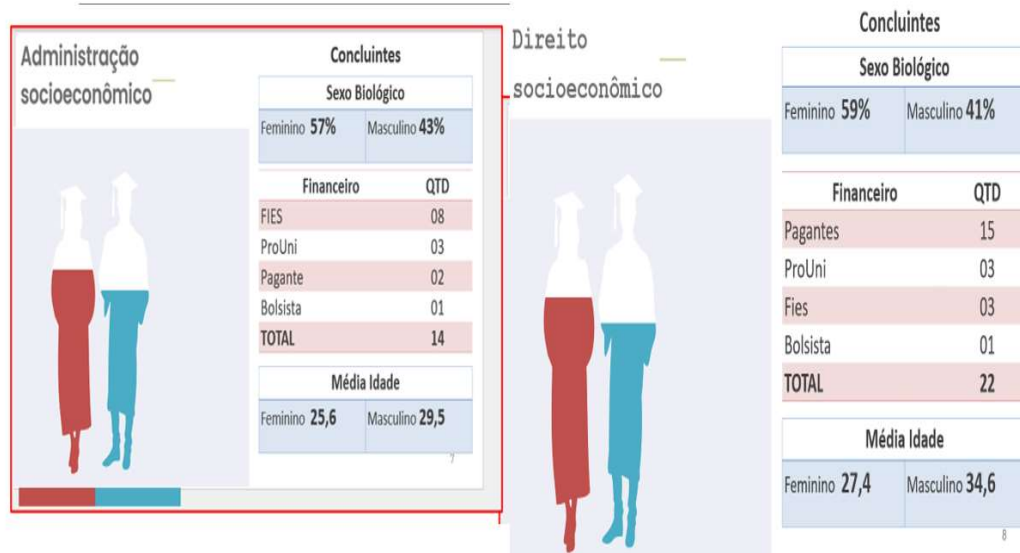 Administração
socioeconômico
Concluintes
Sexo Biológico
Feminino 57% Masculino 43%
Financeiro QTD
FIES 08
ProUni 03
Pagante 02
Bolsista 01
TOTAL 14
Média Idade
Feminino 25,6 Masculino 29,5
7
Direito
socioeconômico
Concluintes
Sexo Biológico
Feminino 59% Masculino 41%
Financeiro QTD
Pagantes 15
ProUni 03
Fies 03
Bolsista 01
TOTAL 22
Média Idade
Feminino 27,4 Masculino 34,6
8